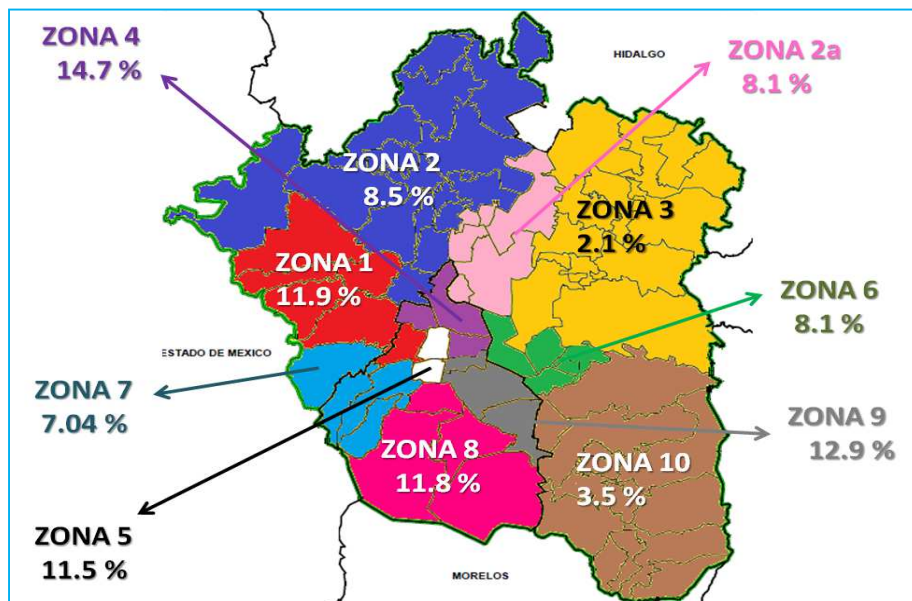 ZONA 4
14.7 %
HIDALGO
ZONA 2a
8.1 %
ZONA 2
8.5 %
ZONA 3
2.1 %
ZONA 1
11.9 %
ZONA 6
8.1 %
ESTADO DE MEXICO
ZONA 7
7.04 %
ZONA 9
12.9 %
ZONA 8
11.8 %
ZONA 10
3.5 %
ZONA 5
11.5 %
MORELOS